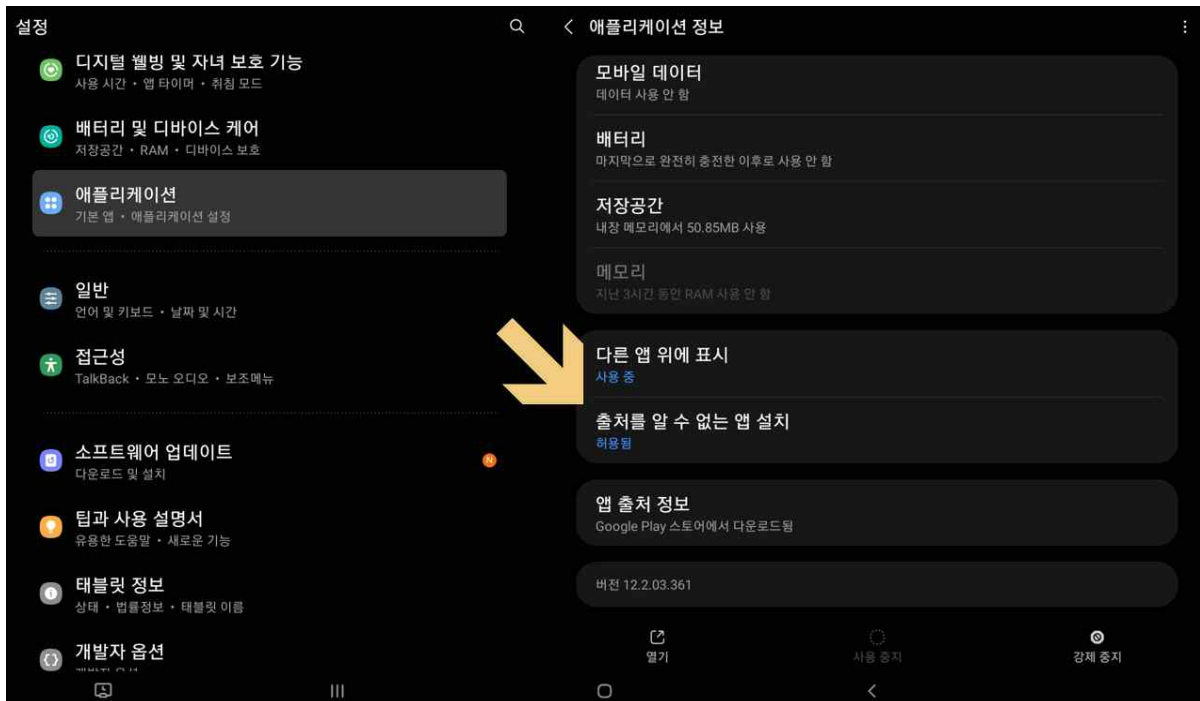 설정
디지털 웰빙 및 자녀 보호 기능
사용 시간 • 앱 타이머 • 취침 모드
배터리 및 디바이스 케어
저장공간 • RAM • 디바이스 보호
애플리케이션
기본 앱 • 애플리케이션 설정
일반
언어 및 키보드 • 날짜 및 시간
접근성
TalkBack • 모노 오디오 • 보조메뉴
소프트웨어 업데이트
다운로드 및 설치
N
팁과 사용 설명서
유용한 도움말 • 새로운 기능
태블릿 정보
상태 • 법률정보 • 태블릿 이름
개발자 옵션
애플리케이션 정보
모바일 데이터
데이터 사용 안 함
배터리
마지막으로 완전히 충전한 이후로 사용 안 함
저장공간
내장 메모리에서 50.85MB 사용
메모리
지난 3시간 동안 RAM 사용 안 함
다른 앱 위에 표시
사용 중
출처를 알 수 없는 앱 설치
허용됨
앱 출처 정보
Google Play 스토어에서 다운로드됨
버전 12.2.03.361
열기
사용 중지
강제 중지